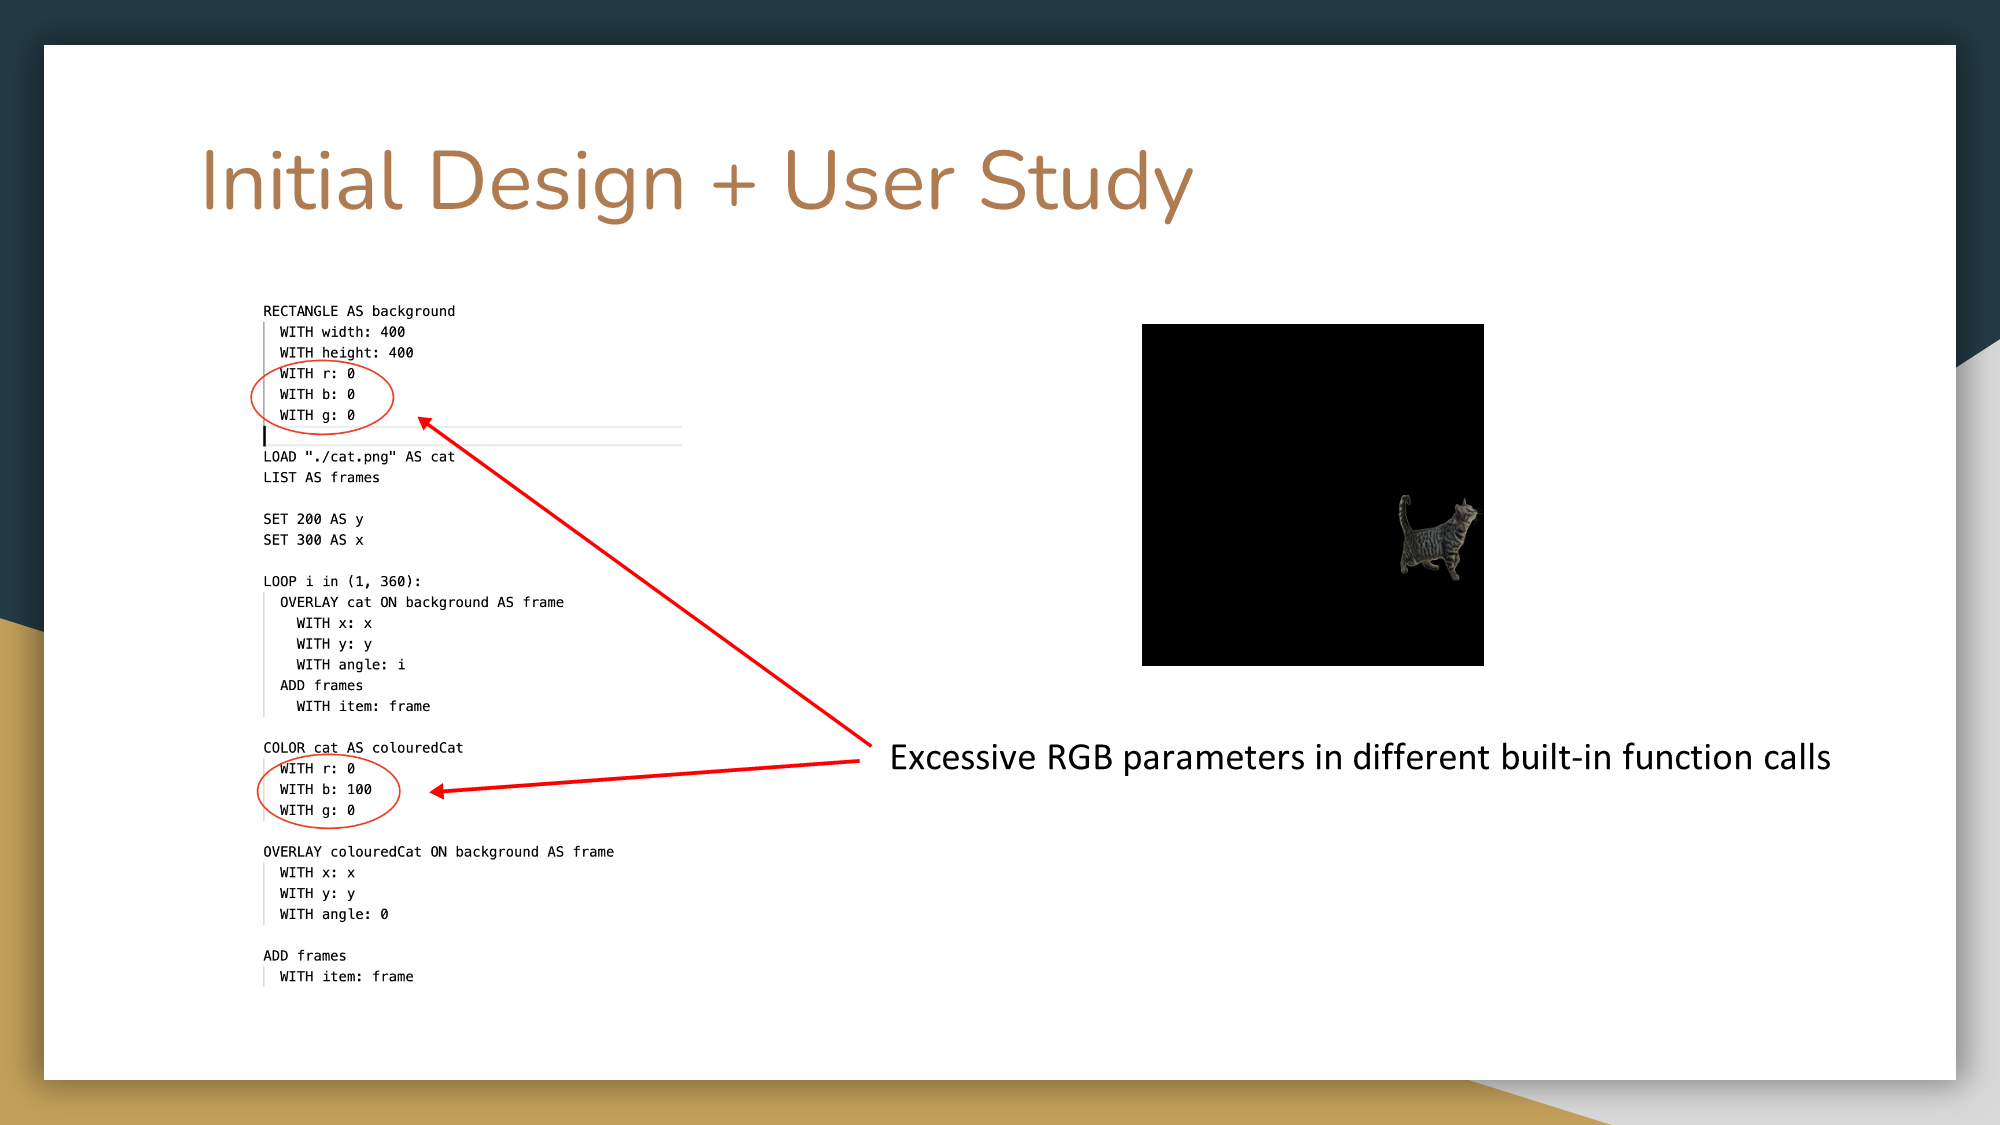 Initial Design + User Study
RECTANGLE AS background
WITH width: 400
WITH height: 400
WITH r: 0
WITH b: 0
WITH g: 0
LOAD "./cat.png" AS cat
LIST AS frames
SET 200 AS y
SET 300 AS x
LOOP i in (1, 360):
OVERLAY cat ON background AS frame
WITH x: x
WITH y: y
WITH angle: i
ADD frames
WITH item: frame
COLOR cat AS colouredCat
WITH r: 0
WITH b: 100
WITH g: 0
OVERLAY colouredCat ON background AS frame
WITH x: x
WITH y: y
WITH angle: 0
ADD frames
WITH item: frame
Excessive RGB parameters in different built-in function calls